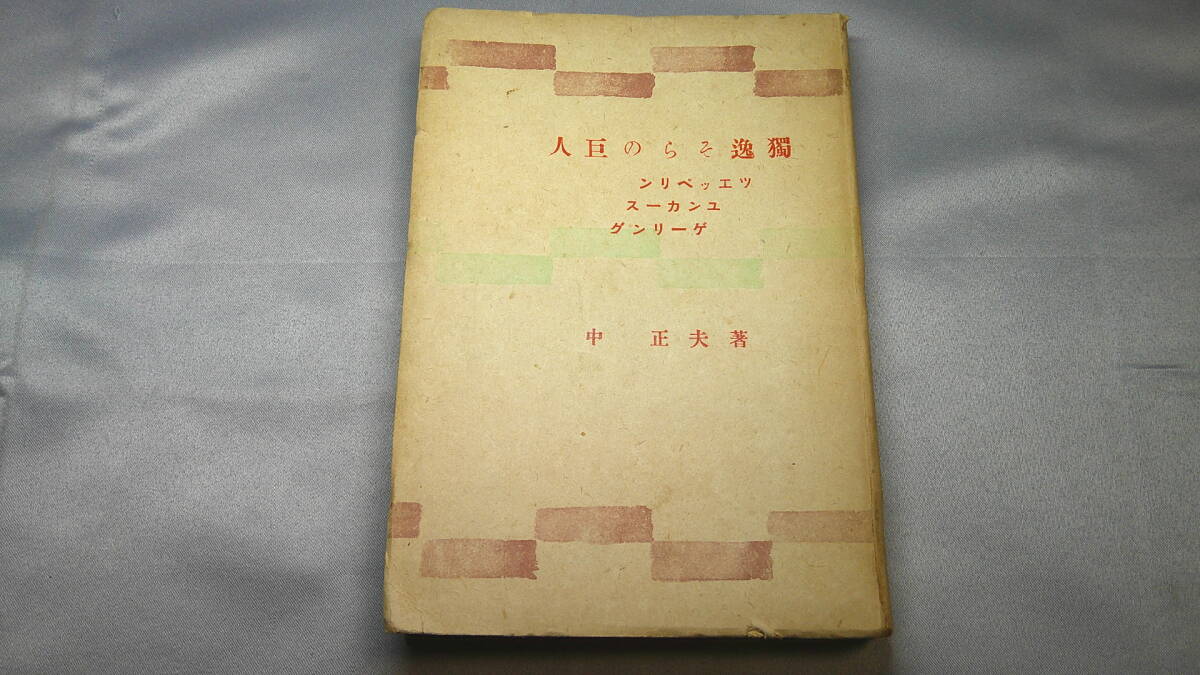 獨逸そらの巨人
ツエッペリン
ユンカース
ゲーリング
中 正夫著